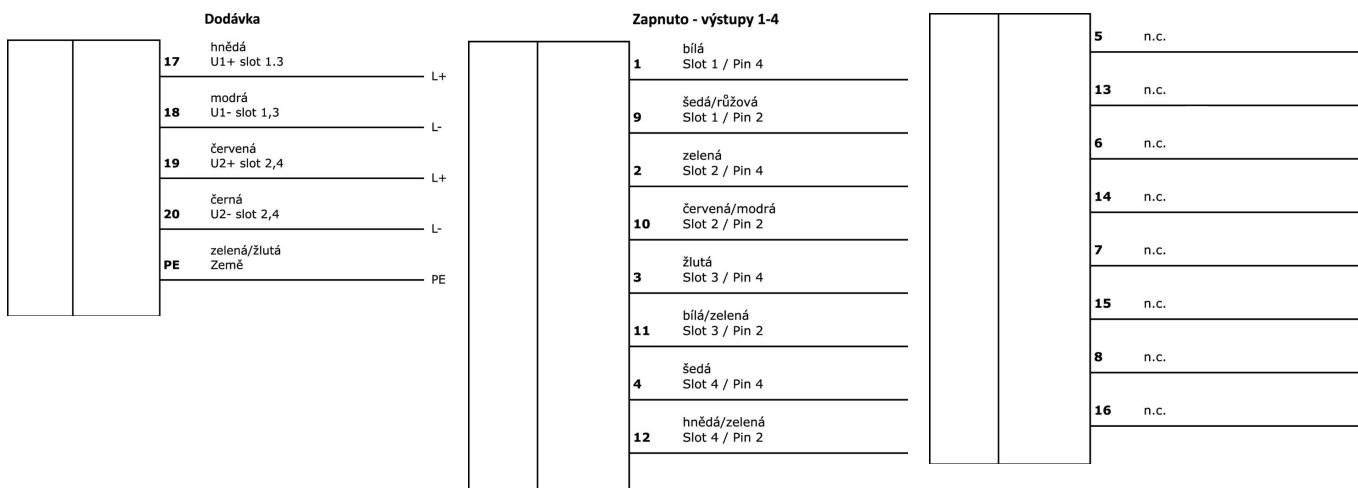 Dodávka
17
hnědá
U1+ slot 1.3
L+
18
modrá
U1- slot 1,3
L-
19
červená
U2+ slot 2,4
L+
20
černá
U2- slot 2,4
L-
PE
zelená/žlutá
Země
PE
Zapnuto - výstupy 1-4
1
bílá
Slot 1 / Pin 4
9
šedá/růžová
Slot 1 / Pin 2
2
zelená
Slot 2 / Pin 4
10
červená/modrá
Slot 2 / Pin 2
3
žlutá
Slot 3 / Pin 4
11
bílá/zelená
Slot 3 / Pin 2
4
šedá
Slot 4 / Pin 4
12
hnědá/zelená
Slot 4 / Pin 2
5 n.c.
13 n.c.
6 n.c.
14 n.c.
7 n.c.
15 n.c.
8 n.c.
16 n.c.